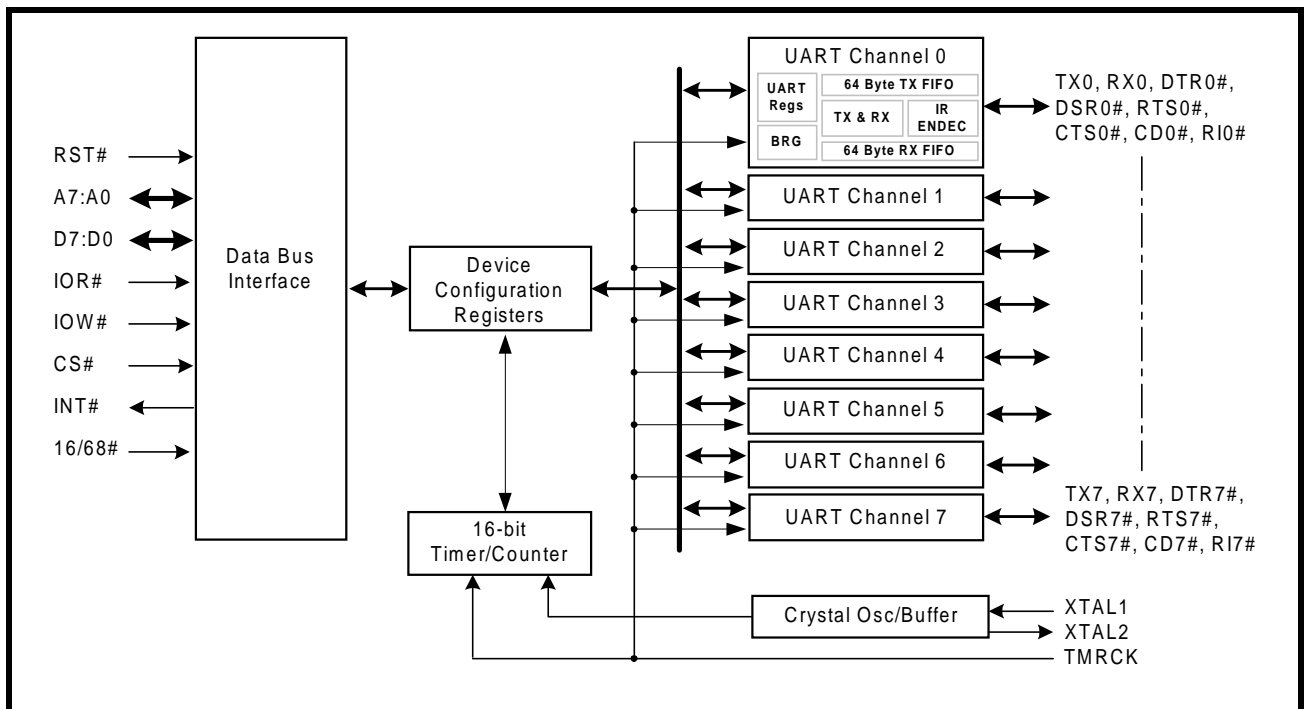 RST#
A7:A0
D7:D0
IOR#
IOW#
CS#
INT#
16/68#
Data Bus
Interface
Device
Configuration
Registers
16-bit
Timer/Counter
UART Channel 0
UART
Regs
BRG
64 Byte TX FIFO
TX & RX
IR
ENDEC
64 Byte RX FIFO
UART Channel 1
UART Channel 2
UART Channel 3
UART Channel 4
UART Channel 5
UART Channel 6
UART Channel 7
Crystal Osc/Buffer
TX0, RX0, DTR0#,
DSR0#, RTS0#,
CTS0#, CD0#, RI0#
TX7, RX7, DTR7#,
DSR7#, RTS7#,
CTS7#, CD7#, RI7#
XTAL1
XTAL2
TMRCK